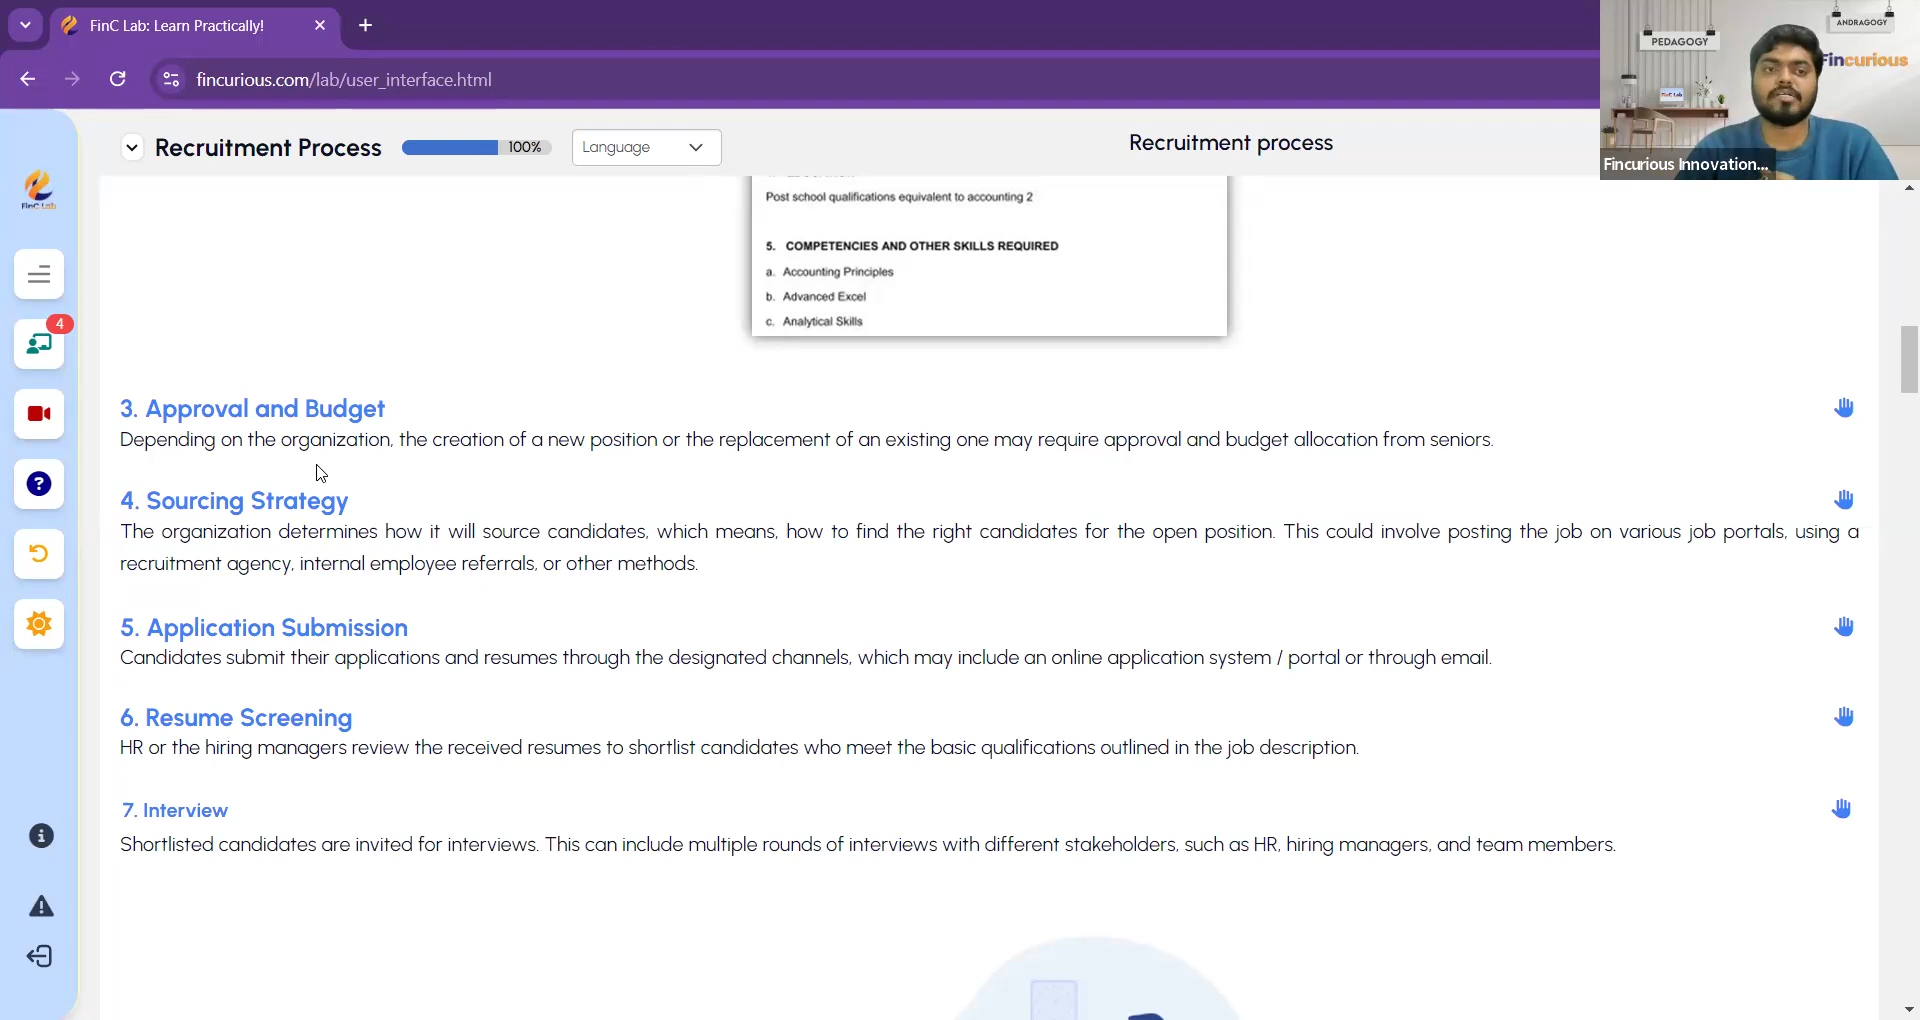 FinC Lab: Learn Practically!
fincurious.com/lab/user_interface.html
PEDAGOGY
ANDRAGOGY
Fincurious
FinC Lab
Fincurious Innovation...
FinC Lab
Recruitment Process
100%
Language
Recruitment process
4
Post school qualifications equivalent to accounting 2
5. COMPETENCIES AND OTHER SKILLS REQUIRED
a. Accounting Principles
b. Advanced Excel
c. Analytical Skills
3. Approval and Budget
Depending on the organization, the creation of a new position or the replacement of an existing one may require approval and budget allocation from seniors.
4. Sourcing Strategy
The organization determines how it will source candidates, which means, how to find the right candidates for the open position. This could involve posting the job on various job portals, using a
recruitment agency, internal employee referrals, or other methods.
5. Application Submission
Candidates submit their applications and resumes through the designated channels, which may include an online application system / portal or through email.
6. Resume Screening
HR or the hiring managers review the received resumes to shortlist candidates who meet the basic qualifications outlined in the job description.
7. Interview
Shortlisted candidates are invited for interviews. This can include multiple rounds of interviews with different stakeholders, such as HR, hiring managers, and team members.